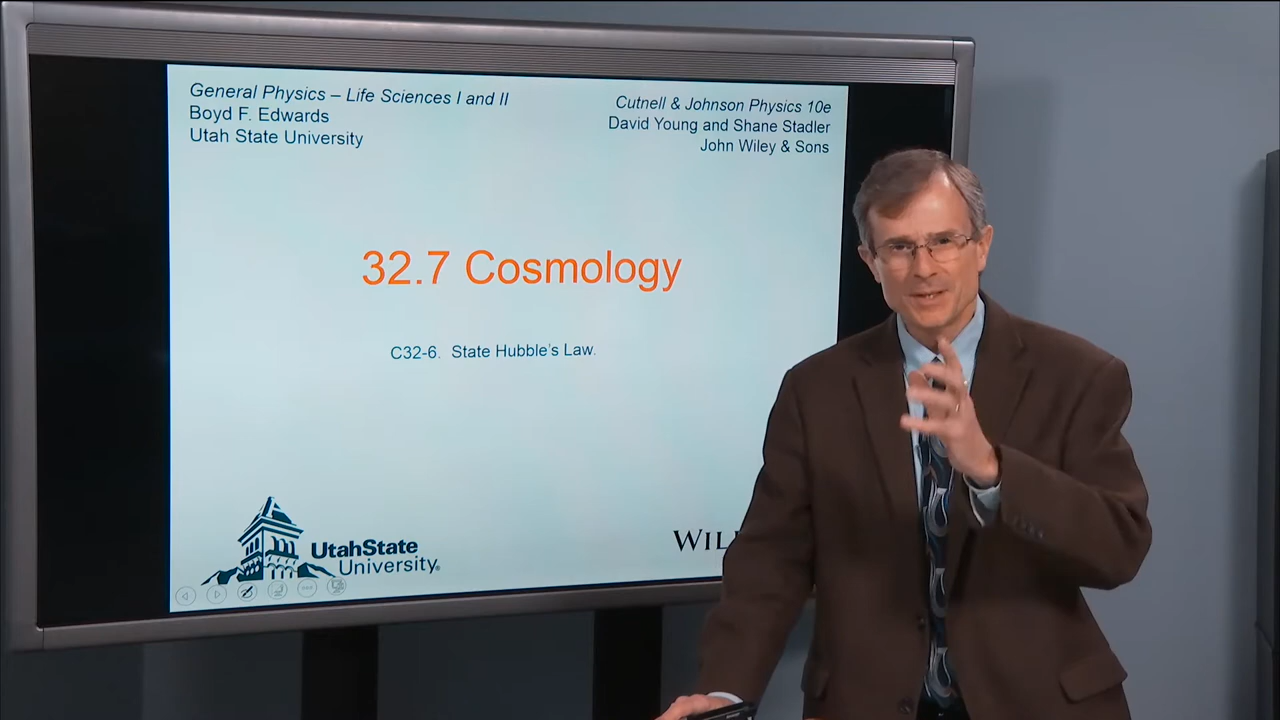 General Physics – Life Sciences I and II
Boyd F. Edwards
Utah State University
Cutnell & Johnson Physics 10e
David Young and Shane Stadler
John Wiley & Sons
32.7 Cosmology
C32-6. State Hubble's Law.
UtahState
University®